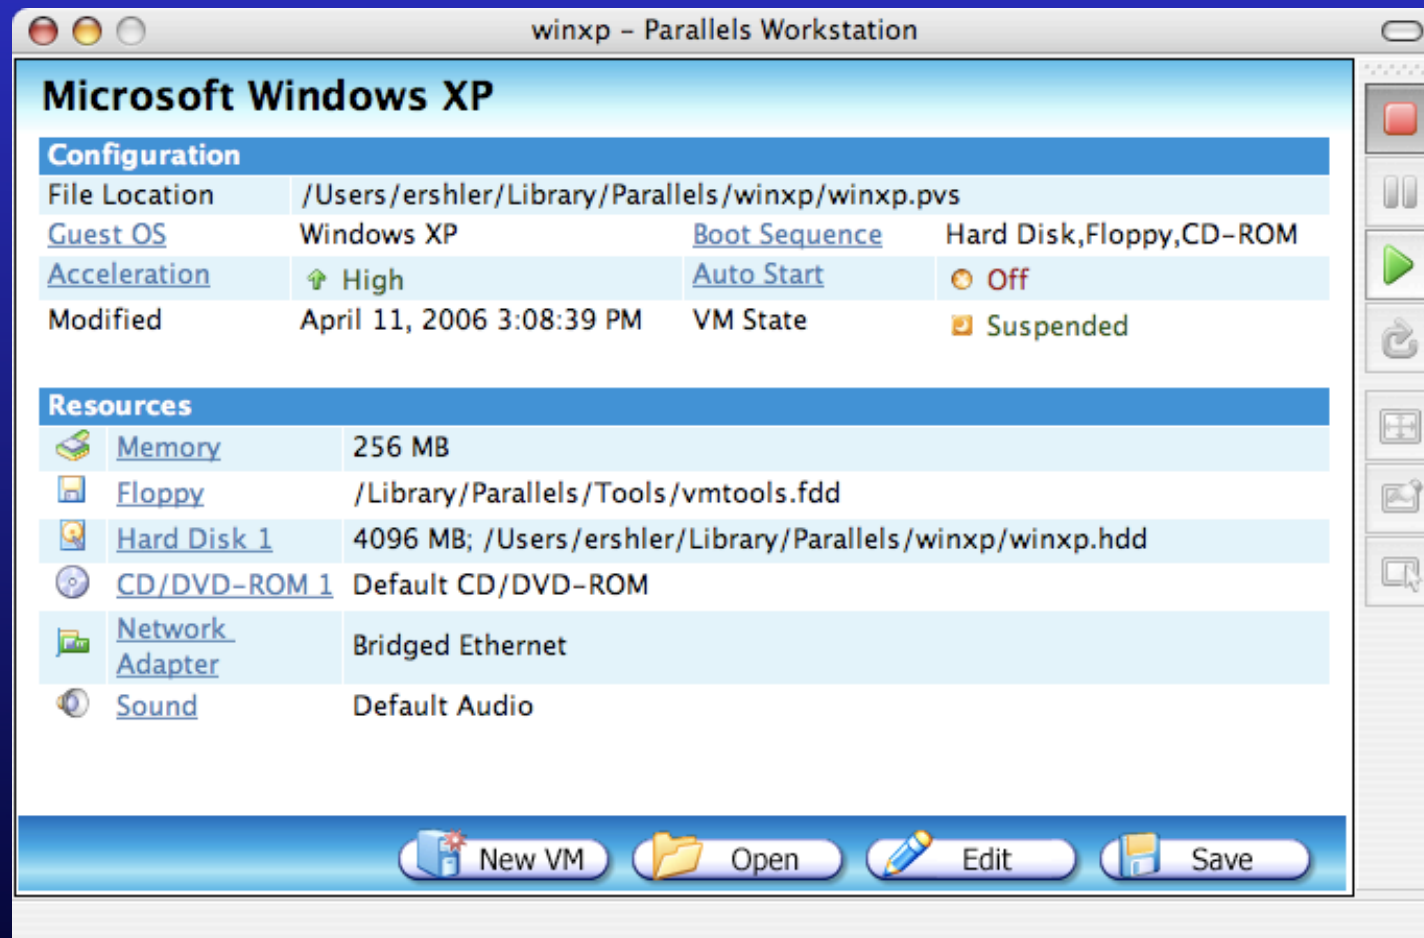 winxp – Parallels Workstation
Microsoft Windows XP
Configuration
File Location /Users/ershler/Library/Parallels/winxp/winxp.pvs
Guest OS Windows XP Boot Sequence Hard Disk,Floppy,CD-ROM
Acceleration High Auto Start Off
Modified April 11, 2006 3:08:39 PM VM State Suspended
Resources
Memory 256 MB
Floppy /Library/Parallels/Tools/vmtools.fdd
Hard Disk 1 4096 MB; /Users/ershler/Library/Parallels/winxp/winxp.hdd
CD/DVD-ROM 1 Default CD/DVD-ROM
Network
Adapter Bridged Ethernet
Sound Default Audio
New VM Open Edit Save